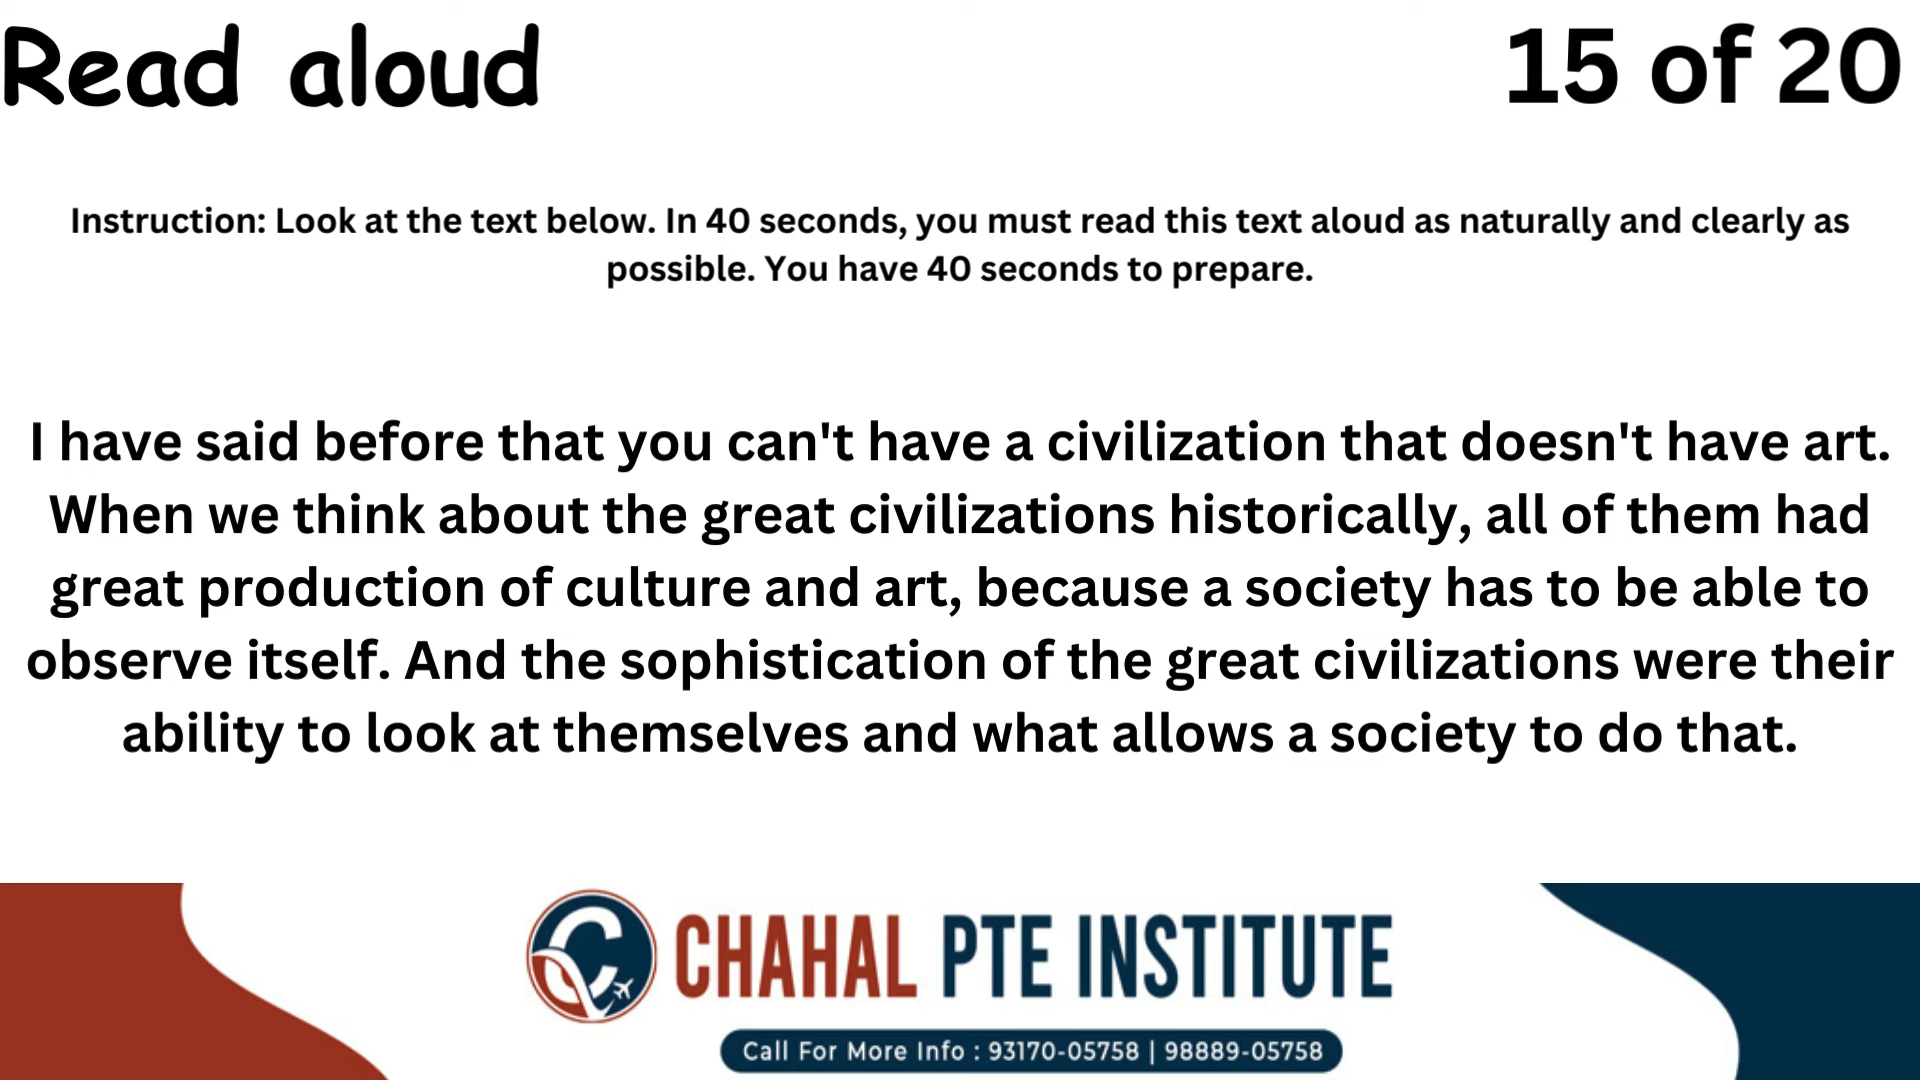 Read aloud
15 of 20
Instruction: Look at the text below. In 40 seconds, you must read this text aloud as naturally and clearly as
possible. You have 40 seconds to prepare.
I have said before that you can't have a civilization that doesn't have art.
When we think about the great civilizations historically, all of them had
great production of culture and art, because a society has to be able to
observe itself. And the sophistication of the great civilizations were their
ability to look at themselves and what allows a society to do that.
CHAHAL PTE INSTITUTE
Call For More Info : 93170-05758 | 98889-05758